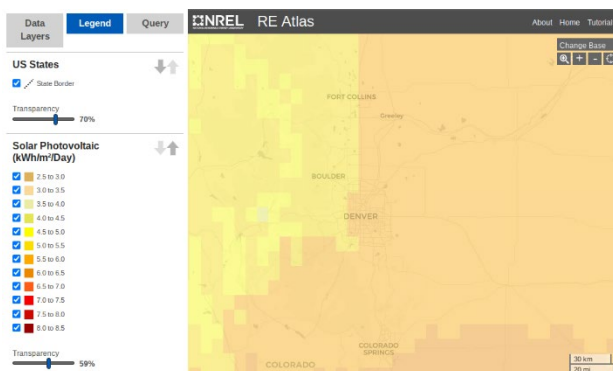 Data Layers
Legend
Query
US States
State Border
Transparency
70%
Solar Photovoltaic
(kWh/m²/Day)
2.5 to 3.0
3.0 to 3.5
3.5 to 4.0
4.0 to 4.5
4.5 to 5.0
5.0 to 5.5
5.5 to 6.0
6.0 to 6.5
6.5 to 7.0
7.0 to 7.5
7.5 to 8.0
8.0 to 8.5
Transparency
59%
NREL RE Atlas
About Home Tutorial
Change Base
FORT COLLINS
Greeley
BOULDER
DENVER
COLORADO
SPRINGS
COLORADO
30 km
20 mi